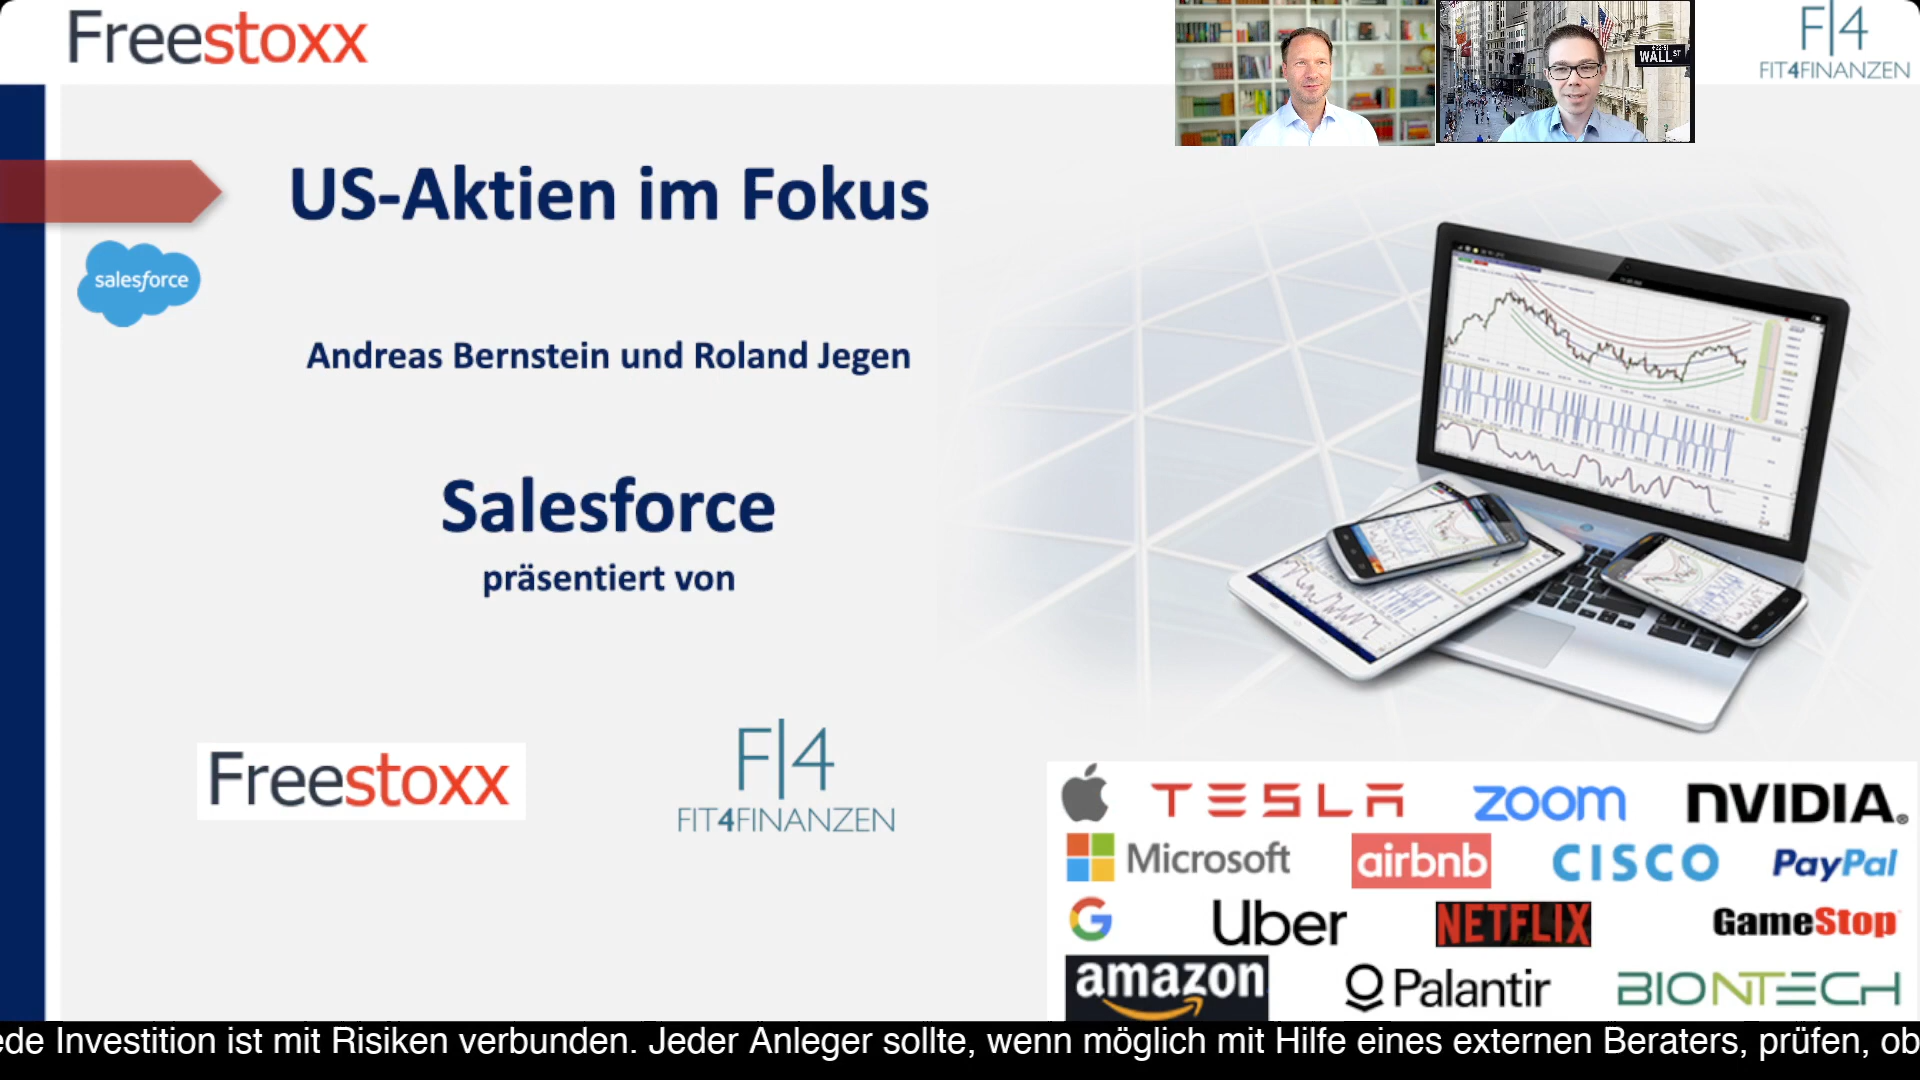 Freestoxx
WALL ST
F|4
FIT4FINANZEN
US-Aktien im Fokus
salesforce
Andreas Bernstein und Roland Jegen
Salesforce
präsentiert von
Freestoxx
F|4
FIT4FINANZEN
TESLA zoom NVIDIA®
Microsoft airbnb CISCO PayPal
G Uber NETFLIX GameStop
amazon Palantir BIONTECH
ede Investition ist mit Risiken verbunden. Jeder Anleger sollte, wenn möglich mit Hilfe eines externen Beraters, prüfen, ob